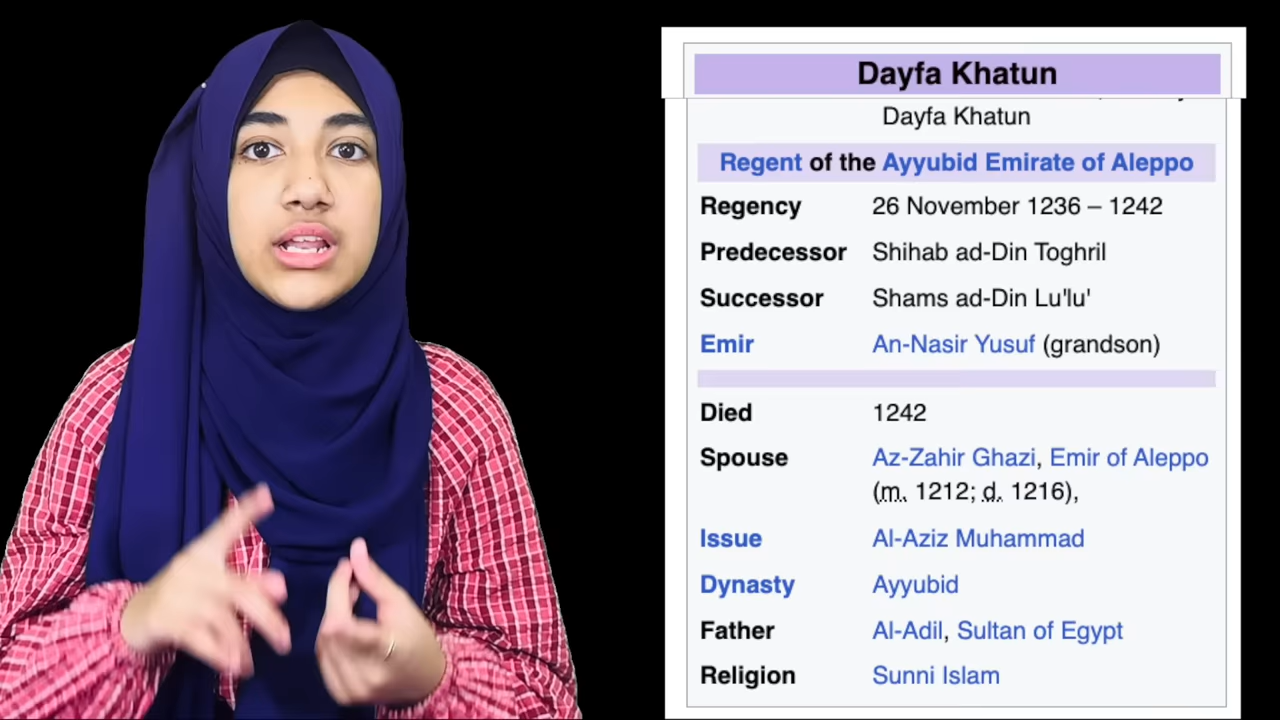 Dayfa Khatun
Dayfa Khatun
Regent of the Ayyubid Emirate of Aleppo
Regency 26 November 1236 – 1242
Predecessor Shihab ad-Din Toghril
Successor Shams ad-Din Lu'lu'
Emir An-Nasir Yusuf (grandson)
Died 1242
Spouse Az-Zahir Ghazi, Emir of Aleppo
(m. 1212; d. 1216),
Issue Al-Aziz Muhammad
Dynasty Ayyubid
Father Al-Adil, Sultan of Egypt
Religion Sunni Islam